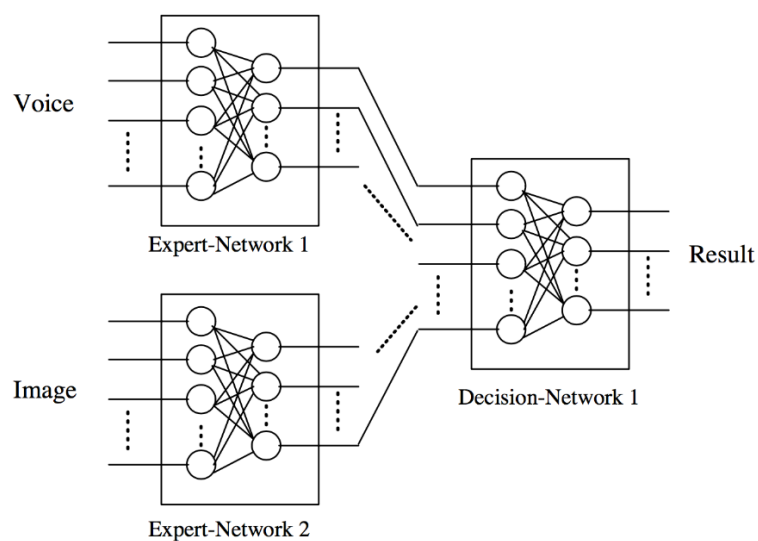 Voice
Expert-Network 1
Result
Image
Decision-Network 1
Expert-Network 2